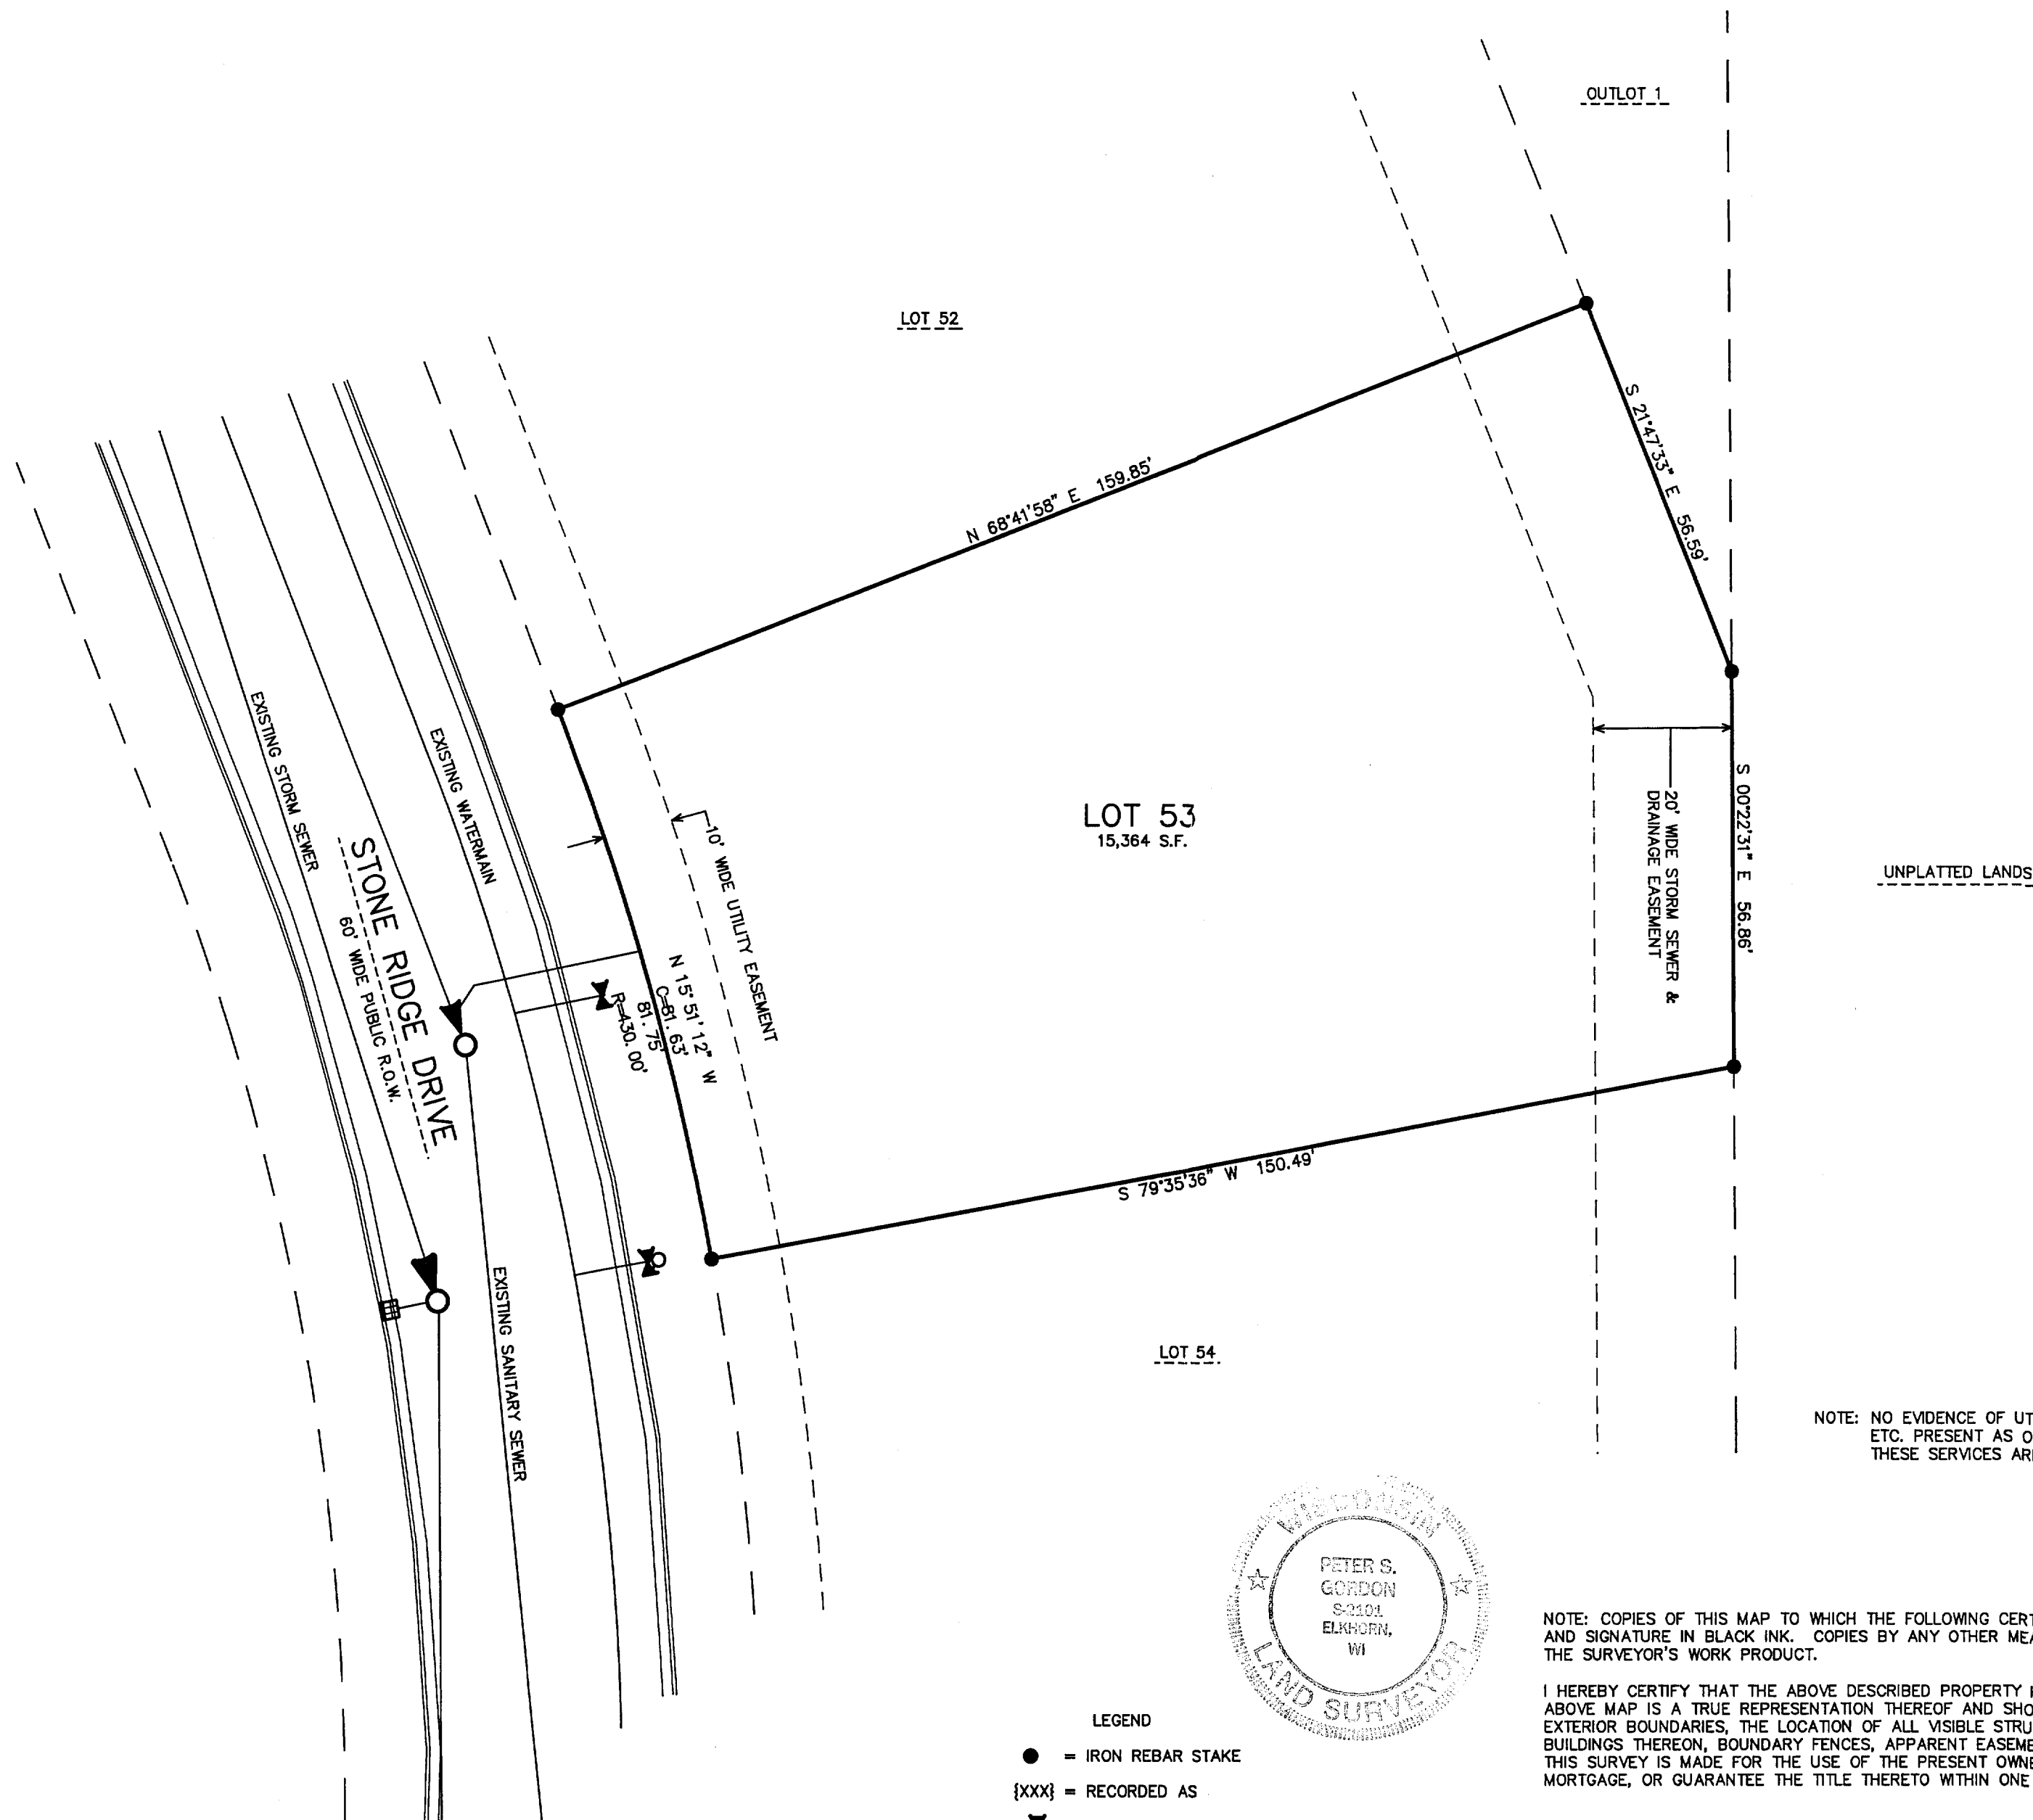 OUTLOT 1
LOT 52
N 68°41'58" E 159.85'
S 21°47'33" E 56.59'
EXISTING STORM SEWER
EXISTING WATERMAIN
STONE RIDGE DRIVE
60' WIDE PUBLIC R.O.W.
10' WIDE UTILITY EASEMENT
N 15°51'12" W
C=81.63'
81.75'
R=430.00'
LOT 53
15,364 S.F.
20' WIDE STORM SEWER &
DRAINAGE EASEMENT
S 00°22'31" E 56.86'
UNPLATTED LANDS
S 79°35'36" W 150.49'
EXISTING SANITARY SEWER
LOT 54
NOTE: NO EVIDENCE OF UT
ETC. PRESENT AS O
THESE SERVICES AR
WISCONSIN
PETER S.
GORDON
S-2101
ELKHORN,
WI
LAND SURVEYOR
NOTE: COPIES OF THIS MAP TO WHICH THE FOLLOWING CERT
AND SIGNATURE IN BLACK INK. COPIES BY ANY OTHER MEA
THE SURVEYOR'S WORK PRODUCT.
I HEREBY CERTIFY THAT THE ABOVE DESCRIBED PROPERTY
ABOVE MAP IS A TRUE REPRESENTATION THEREOF AND SHO
EXTERIOR BOUNDARIES, THE LOCATION OF ALL VISIBLE STRU
BUILDINGS THEREON, BOUNDARY FENCES, APPARENT EASEME
THIS SURVEY IS MADE FOR THE USE OF THE PRESENT OWNE
MORTGAGE, OR GUARANTEE THE TITLE THERETO WITHIN ONE
LEGEND
= IRON REBAR STAKE
{XXX} = RECORDED AS